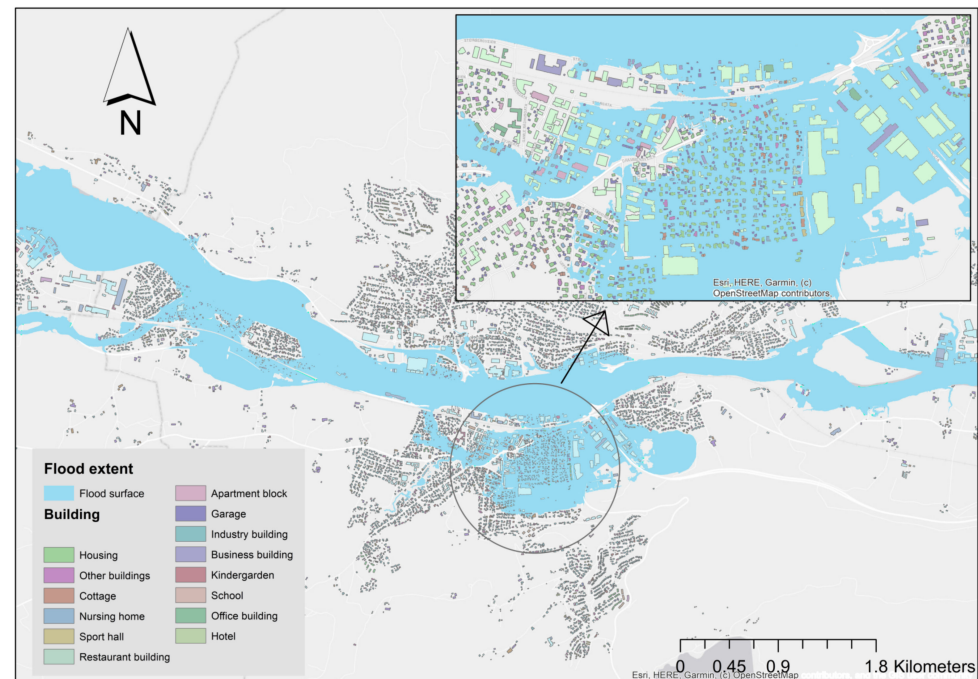 N
Esri, HERE, Garmin, (c)
OpenStreetMap contributors.
Flood extent
Flood surface
Building
Housing
Other buildings
Cottage
Nursing home
Sport hall
Restaurant building
Apartment block
Garage
Industry building
Business building
Kindergarden
School
Office building
Hotel
0 0.45 0.9 1.8 Kilometers
Esri, HERE, Garmin, (c) OpenStreetMap contributors